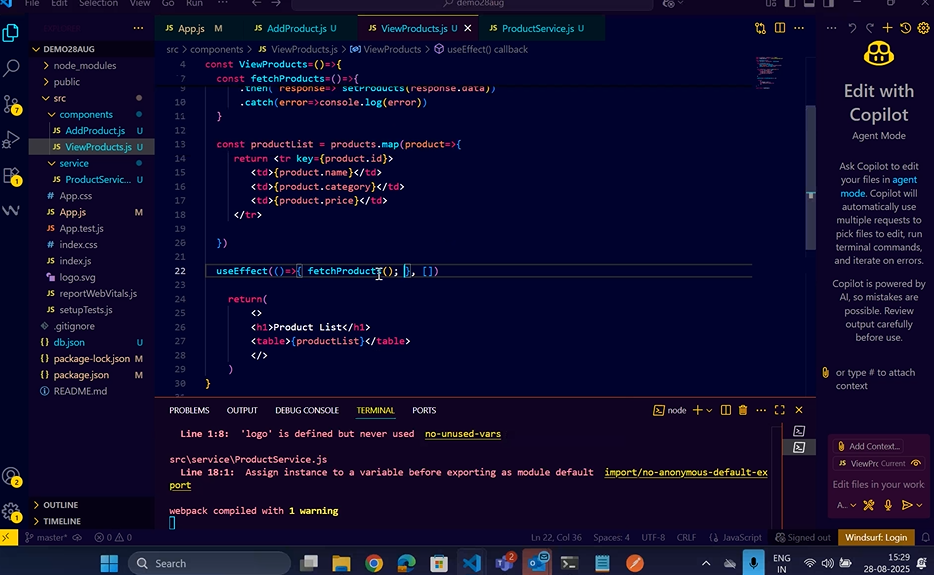 File Edit Selection View Go Run ... demo28aug
DEMO28AUG
node_modules
public
src
components
JS AddProduct.js U
JS ViewProducts.js U
service
JS ProductServic... U
# App.css
JS App.js M
JS App.test.js
# index.css
JS index.js
logo.svg
JS reportWebVitals.js
JS setupTests.js
.gitignore
{} db.json U
{} package-lock.json M
{} package.json M
README.md
OUTLINE
TIMELINE
JS App.js M JS AddProduct.js U JS ViewProducts.js U JS ProductService.js U
src > components > JS ViewProducts.js > ViewProducts > useEffect() callback
4 const ViewProducts=()=>{
7 const fetchProducts=()=>{
.then( response=> setProducts(response.data))
10 .catch(error=>console.log(error))
11 }
12
13 const productList = products.map(product=>{
14 return <tr key={product.id}>
15 <td>{product.name}</td>
16 <td>{product.category}</td>
17 <td>{product.price}</td>
18 </tr>
19
20 })
21
22 useEffect(()=>{ fetchProducts(); }, [])
23
24 return(
25 <>
26 <h1>Product List</h1>
27 <table>{productList}</table>
28 </>
29 )
30 }
PROBLEMS OUTPUT DEBUG CONSOLE TERMINAL PORTS node
Line 1:8: 'logo' is defined but never used no-unused-vars
src\service\ProductService.js
Line 18:1: Assign instance to a variable before exporting as module default import/no-anonymous-default-ex
port
webpack compiled with 1 warning
Edit with
Copilot
Agent Mode
Ask Copilot to edit
your files in agent
mode. Copilot will
automatically use
multiple requests to
pick files to edit, run
terminal commands,
and iterate on errors.
Copilot is powered by
AI, so mistakes are
possible. Review
output carefully
before use.
or type # to attach
context
Add Context...
JS ViewPrc Current
Edit files in your work
A..
master* 0 0 Ln 22, Col 36 Spaces: 4 UTF-8 CRLF {} JavaScript Signed out Windsurf: Login
Search
ENG
IN
15:29
28-08-2025